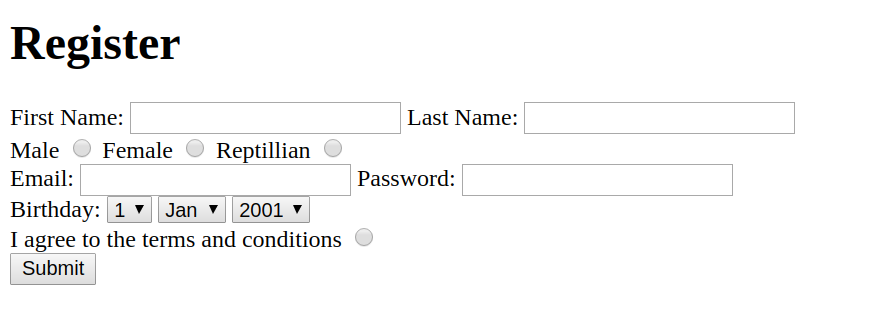 Register
First Name: Last Name:
Male Female Reptillian
Email: Password:
Birthday: 1 Jan 2001
I agree to the terms and conditions
Submit